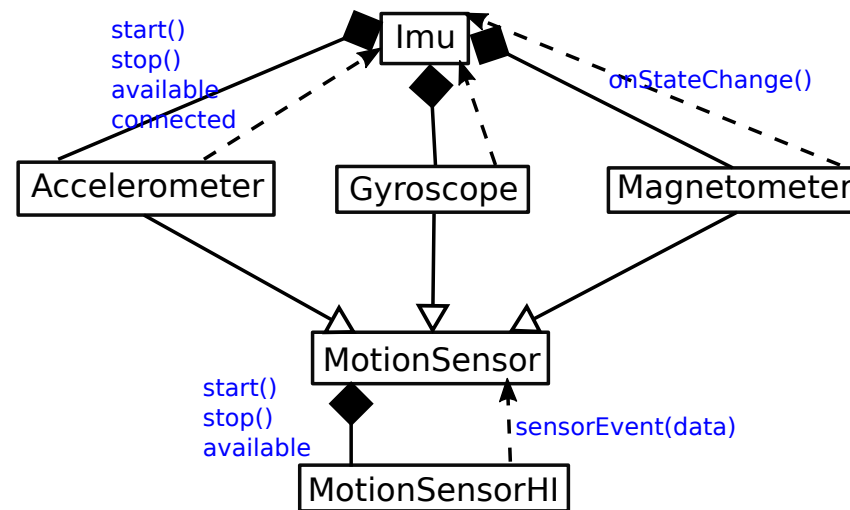 start()
stop()
available
connected
Imu
onStateChange()
Accelerometer
Gyroscope
Magnetometer
MotionSensor
start()
stop()
available
sensorEvent(data)
MotionSensorHI